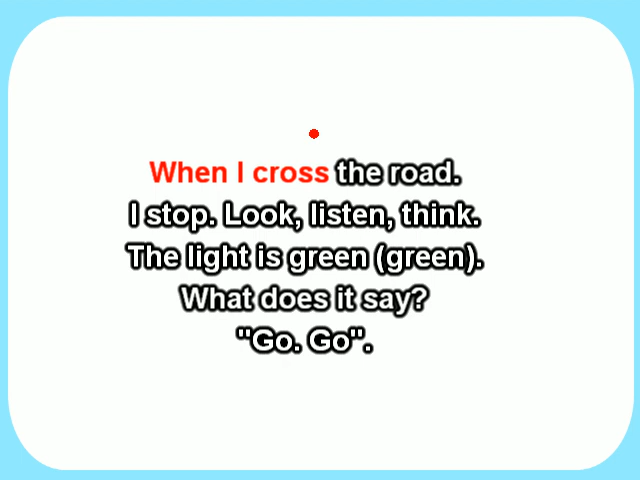 When I cross the road.
I stop. Look, listen, think.
The light is green (green).
What does it say?
"Go. Go".